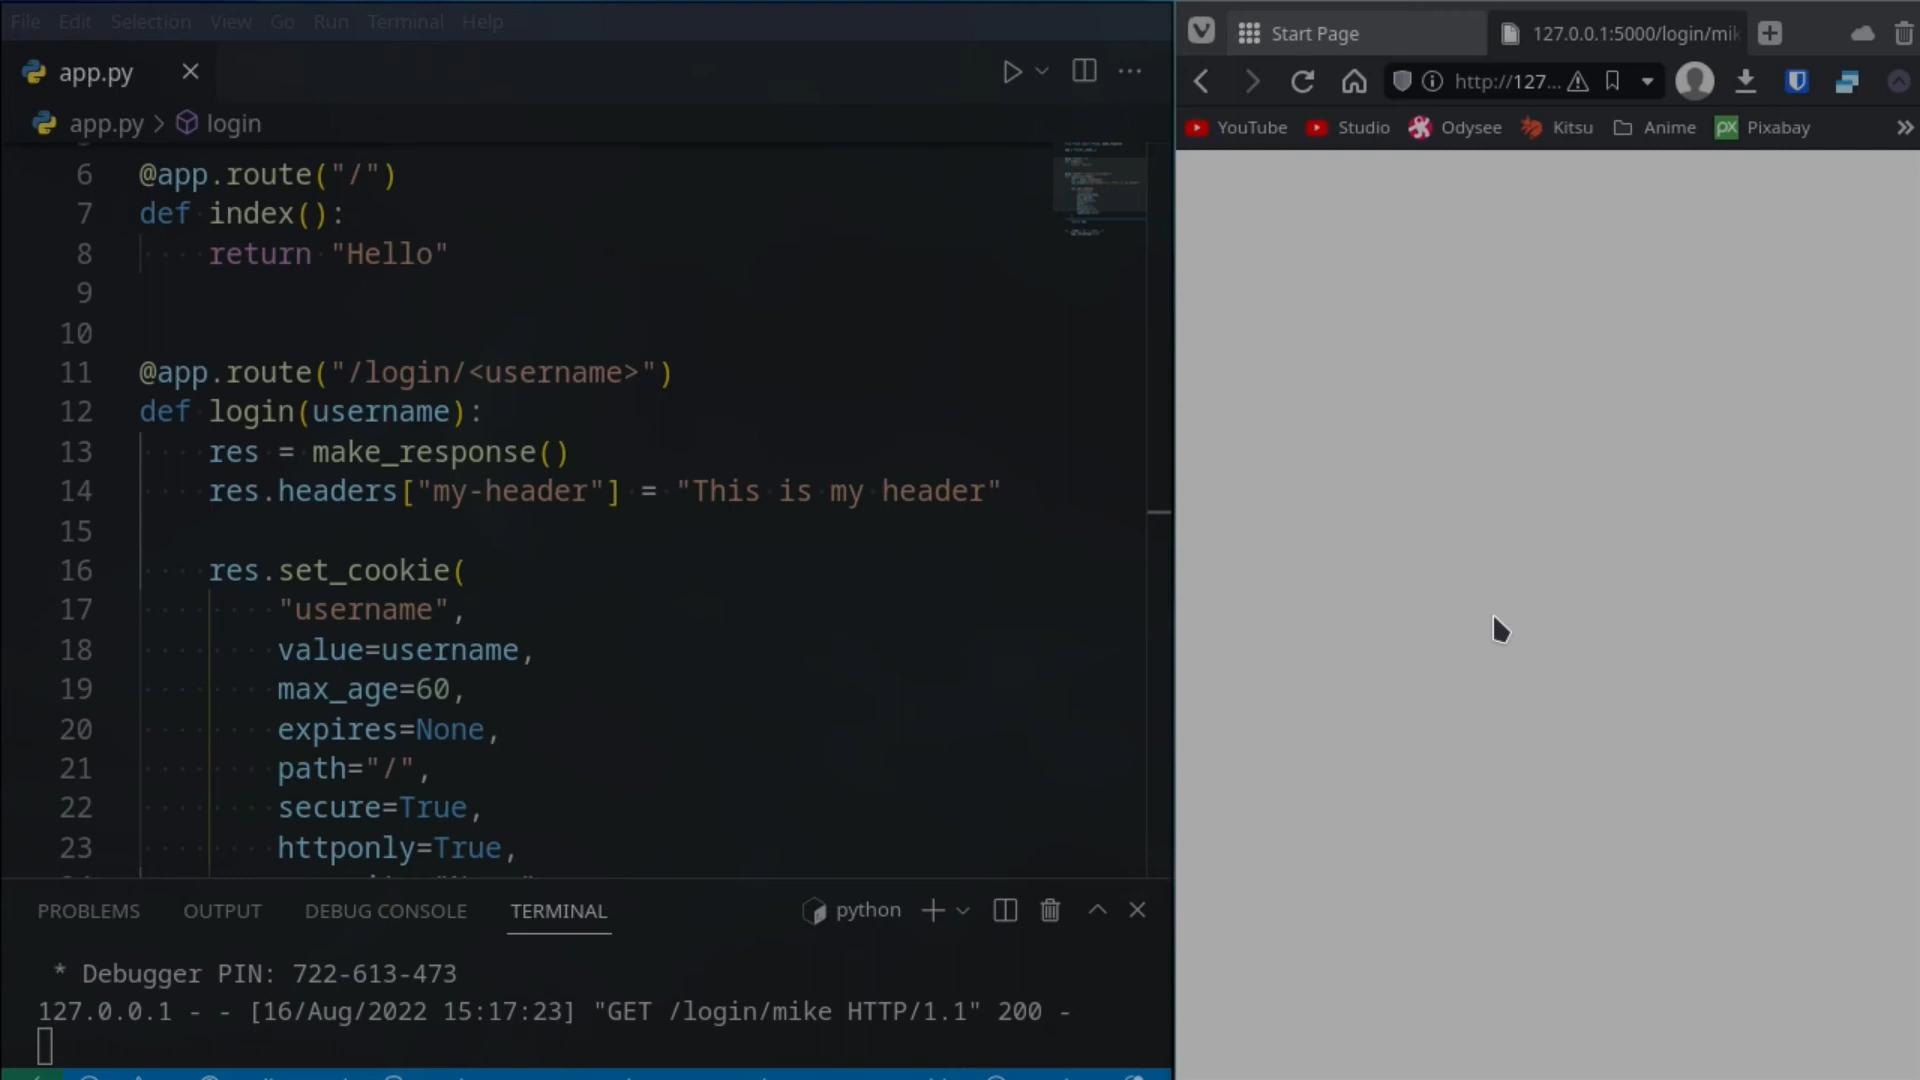 File Edit Selection View Go Run Terminal Help
app.py
app.py > login
6 @app.route("/")
7 def index():
8 return "Hello"
9
10
11 @app.route("/login/<username>")
12 def login(username):
13 res = make_response()
14 res.headers["my-header"] = "This is my header"
15
16 res.set_cookie(
17 "username",
18 value=username,
19 max_age=60,
20 expires=None,
21 path="/",
22 secure=True,
23 httponly=True,
PROBLEMS OUTPUT DEBUG CONSOLE TERMINAL python
* Debugger PIN: 722-613-473
127.0.0.1 - - [16/Aug/2022 15:17:23] "GET /login/mike HTTP/1.1" 200 -
Start Page 127.0.0.1:5000/login/mik
http://127...
YouTube Studio Odysee Kitsu Anime PX Pixabay